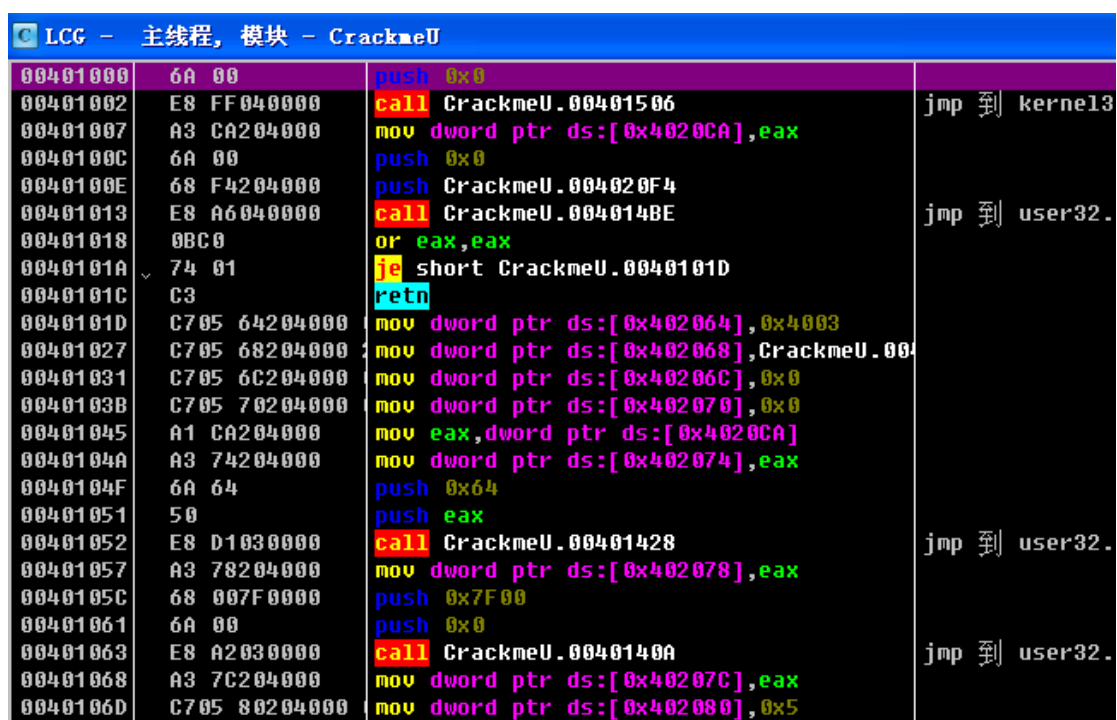 C LCG - 主线程, 模块 - CrackmeU
00401000 6A 00 push 0x0
00401002 E8 FF040000 call CrackmeU.00401506 jmp 到 kernel3
00401007 A3 CA204000 mov dword ptr ds:[0x4020CA],eax
0040100C 6A 00 push 0x0
0040100E 68 F4204000 push CrackmeU.004020F4
00401013 E8 A6040000 call CrackmeU.004014BE jmp 到 user32.
00401018 0BC0 or eax,eax
0040101A 74 01 je short CrackmeU.0040101D
0040101C C3 retn
0040101D C705 64204000 mov dword ptr ds:[0x402064],0x4003
00401027 C705 68204000 mov dword ptr ds:[0x402068],CrackmeU.00
00401031 C705 6C204000 mov dword ptr ds:[0x40206C],0x0
0040103B C705 70204000 mov dword ptr ds:[0x402070],0x0
00401045 A1 CA204000 mov eax,dword ptr ds:[0x4020CA]
0040104A A3 74204000 mov dword ptr ds:[0x402074],eax
0040104F 6A 64 push 0x64
00401051 50 push eax
00401052 E8 D1030000 call CrackmeU.00401428 jmp 到 user32.
00401057 A3 78204000 mov dword ptr ds:[0x402078],eax
0040105C 68 007F0000 push 0x7F00
00401061 6A 00 push 0x0
00401063 E8 A2030000 call CrackmeU.0040140A jmp 到 user32.
00401068 A3 7C204000 mov dword ptr ds:[0x40207C],eax
0040106D C705 80204000 mov dword ptr ds:[0x402080],0x5